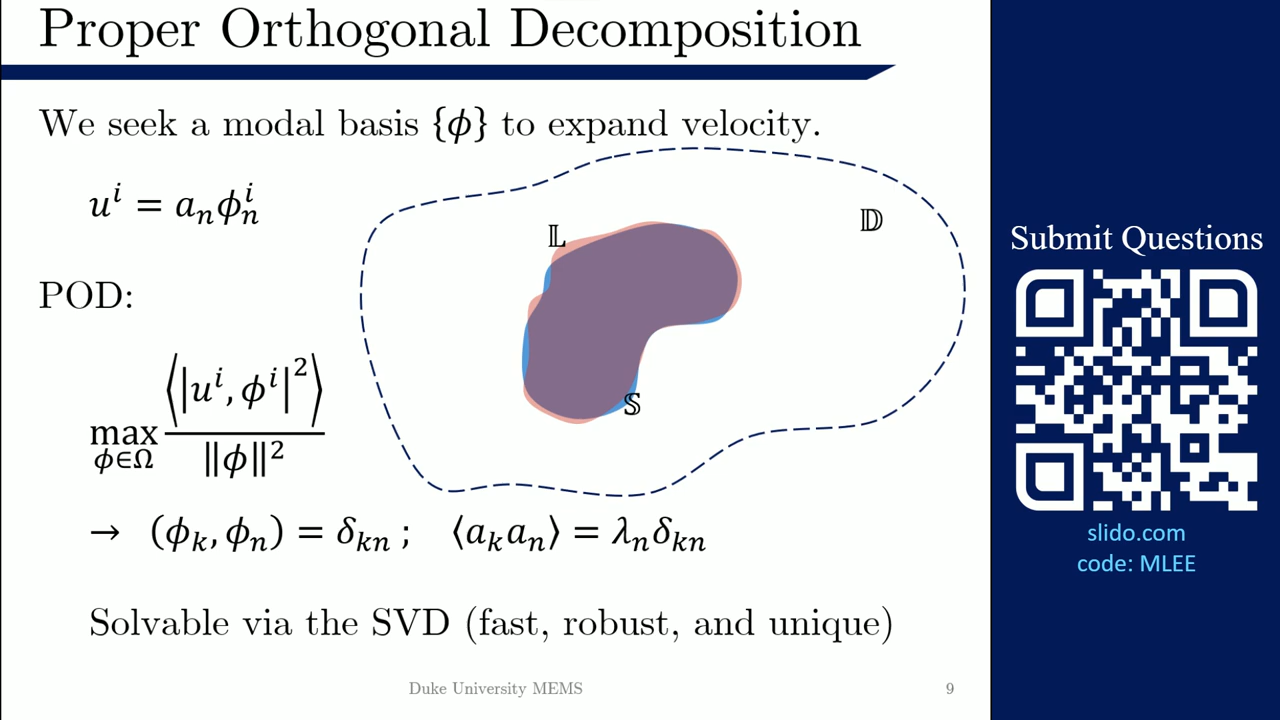 Proper Orthogonal Decomposition
We seek a modal basis {ϕ} to expand velocity.
uⁱ = aₙϕₙⁱ
𝕃
𝔻
𝕊
POD:
max_{ϕ∈Ω} ⟨|uⁱ, ϕⁱ|²⟩ / ‖ϕ‖²
→ (ϕₖ, ϕₙ) = δₖₙ ; ⟨aₖaₙ⟩ = λₙδₖₙ
Solvable via the SVD (fast, robust, and unique)
Duke University MEMS
9
Submit Questions
slido.com
code: MLEE